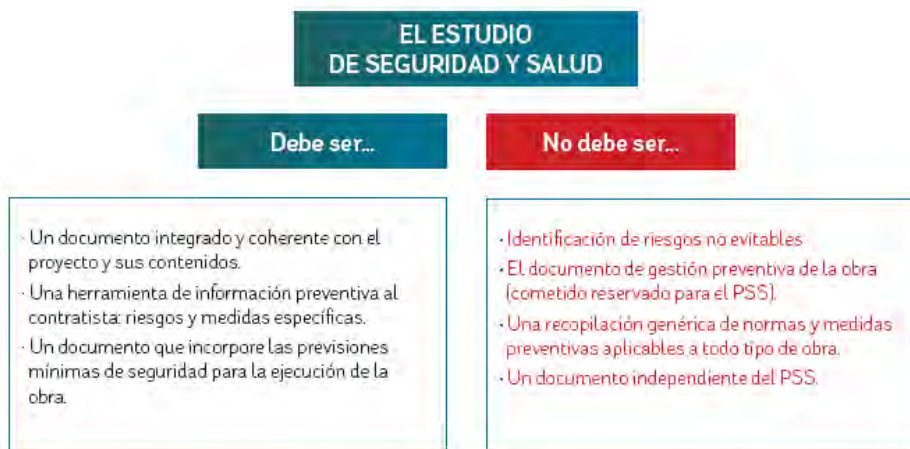 EL ESTUDIO
DE SEGURIDAD Y SALUD
Debe ser...
No debe ser...
· Un documento integrado y coherente con el
proyecto y sus contenidos.
· Una herramienta de información preventiva al
contratista: riesgos y medidas específicas.
· Un documento que incorpore las previsiones
mínimas de seguridad para la ejecución de la
obra.
· Identificación de riesgos no evitables
· El documento de gestión preventiva de la obra
(cometido reservado para el PSS).
· Una recopilación genérica de normas y medidas
preventivas aplicables a todo tipo de obra.
· Un documento independiente del PSS.